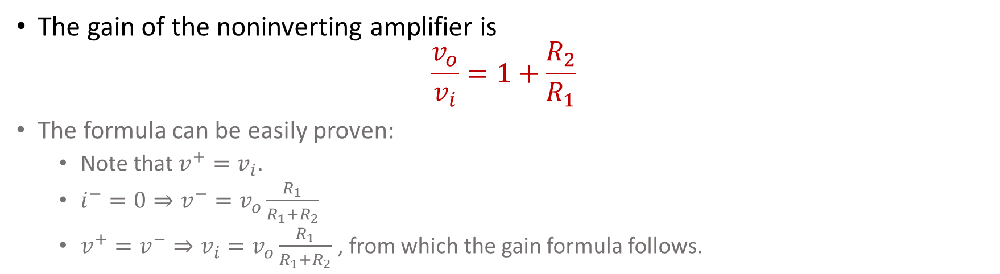 • The gain of the noninverting amplifier is
$\frac{v_o}{v_i} = 1 + \frac{R_2}{R_1}$
• The formula can be easily proven:
• Note that $v^+ = v_i$.
• $i^- = 0 \Rightarrow v^- = v_o \frac{R_1}{R_1+R_2}$
• $v^+ = v^- \Rightarrow v_i = v_o \frac{R_1}{R_1+R_2}$, from which the gain formula follows.